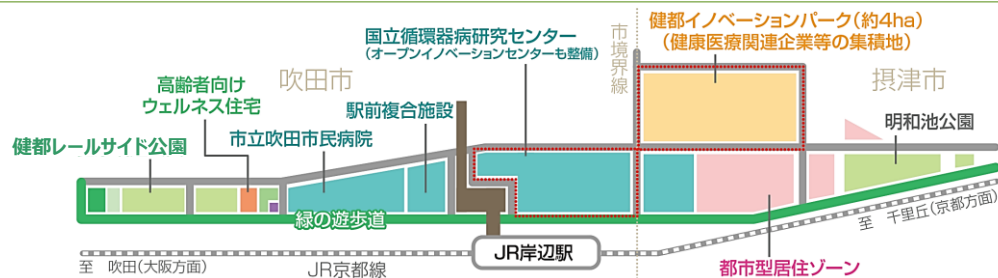 健都イノベーションパーク(約4ha)
(健康医療関連企業等の集積地)
国立循環器病研究センター
(オープンイノベーションセンターも整備)
市境界線
吹田市
摂津市
高齢者向け
ウェルネス住宅
駅前複合施設
明和池公園
健都レールサイド公園
市立吹田市民病院
緑の遊歩道
JR岸辺駅
至 千里丘(京都方面)
至 吹田(大阪方面)
JR京都線
都市型居住ゾーン